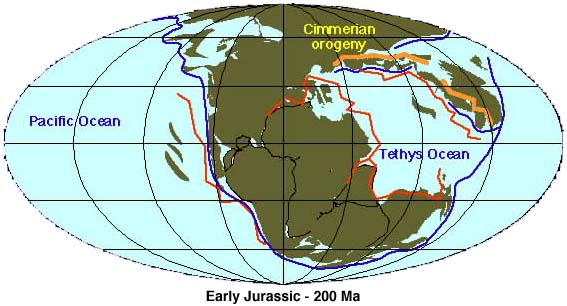 Cimmerian
orogeny
Pacific Ocean
Tethys Ocean
Early Jurassic - 200 Ma